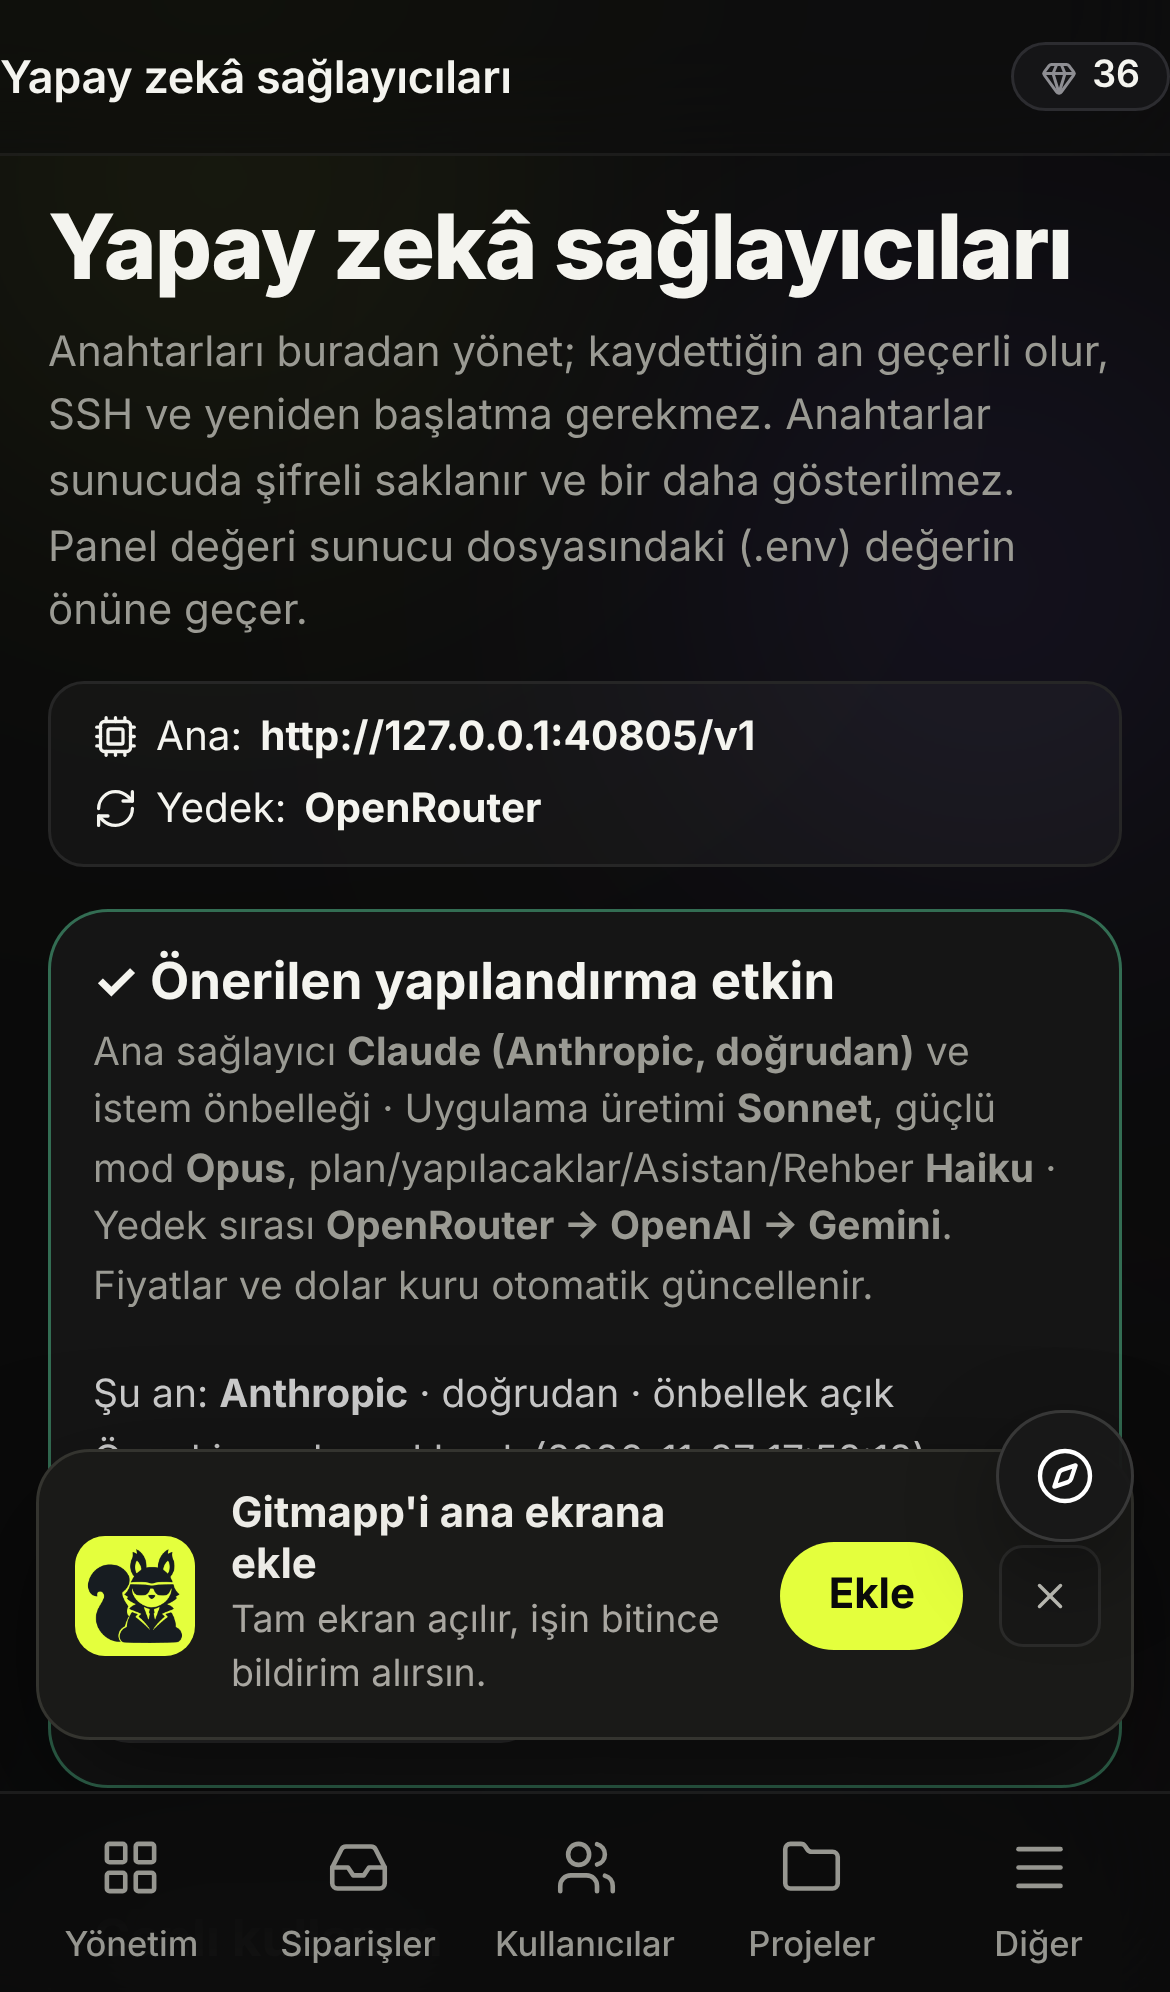 Yapay zekâ sağlayıcıları
36
Yapay zekâ sağlayıcıları
Anahtarları buradan yönet; kaydettiğin an geçerli olur,
SSH ve yeniden başlatma gerekmez. Anahtarlar
sunucuda şifreli saklanır ve bir daha gösterilmez.
Panel değeri sunucu dosyasındaki (.env) değerin
önüne geçer.
Ana: http://127.0.0.1:40805/v1
Yedek: OpenRouter
Önerilen yapılandırma etkin
Ana sağlayıcı Claude (Anthropic, doğrudan) ve
istem önbelleği · Uygulama üretimi Sonnet, güçlü
mod Opus, plan/yapılacaklar/Asistan/Rehber Haiku ·
Yedek sırası OpenRouter → OpenAI → Gemini.
Fiyatlar ve dolar kuru otomatik güncellenir.
Şu an: Anthropic · doğrudan · önbellek açık
Gitmapp'i ana ekrana
ekle
Tam ekran açılır, işin bitince
bildirim alırsın.
Ekle
Yönetim
Siparişler
Kullanıcılar
Projeler
Diğer